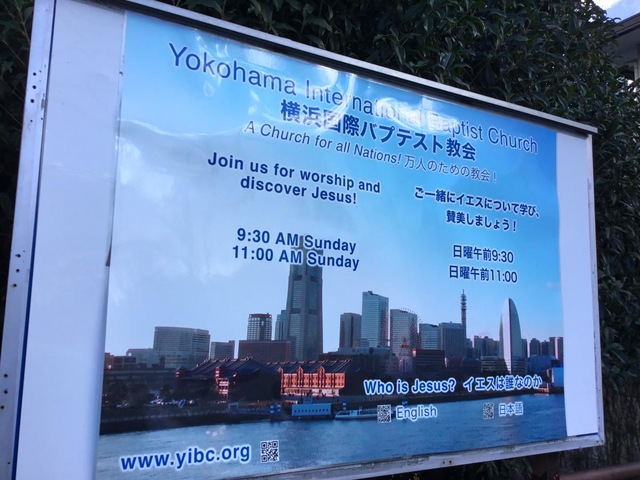 Yokohama International Baptist Church
横浜国際バプテスト教会
A Church for all Nations! 万人のための教会！
Join us for worship and
discover Jesus!
ご一緒にイエスについて学び、
賛美しましょう！
9:30 AM Sunday
11:00 AM Sunday
日曜午前9:30
日曜午前11:00
Who is Jesus? イエスは誰なのか
English 日本語
www.yibc.org